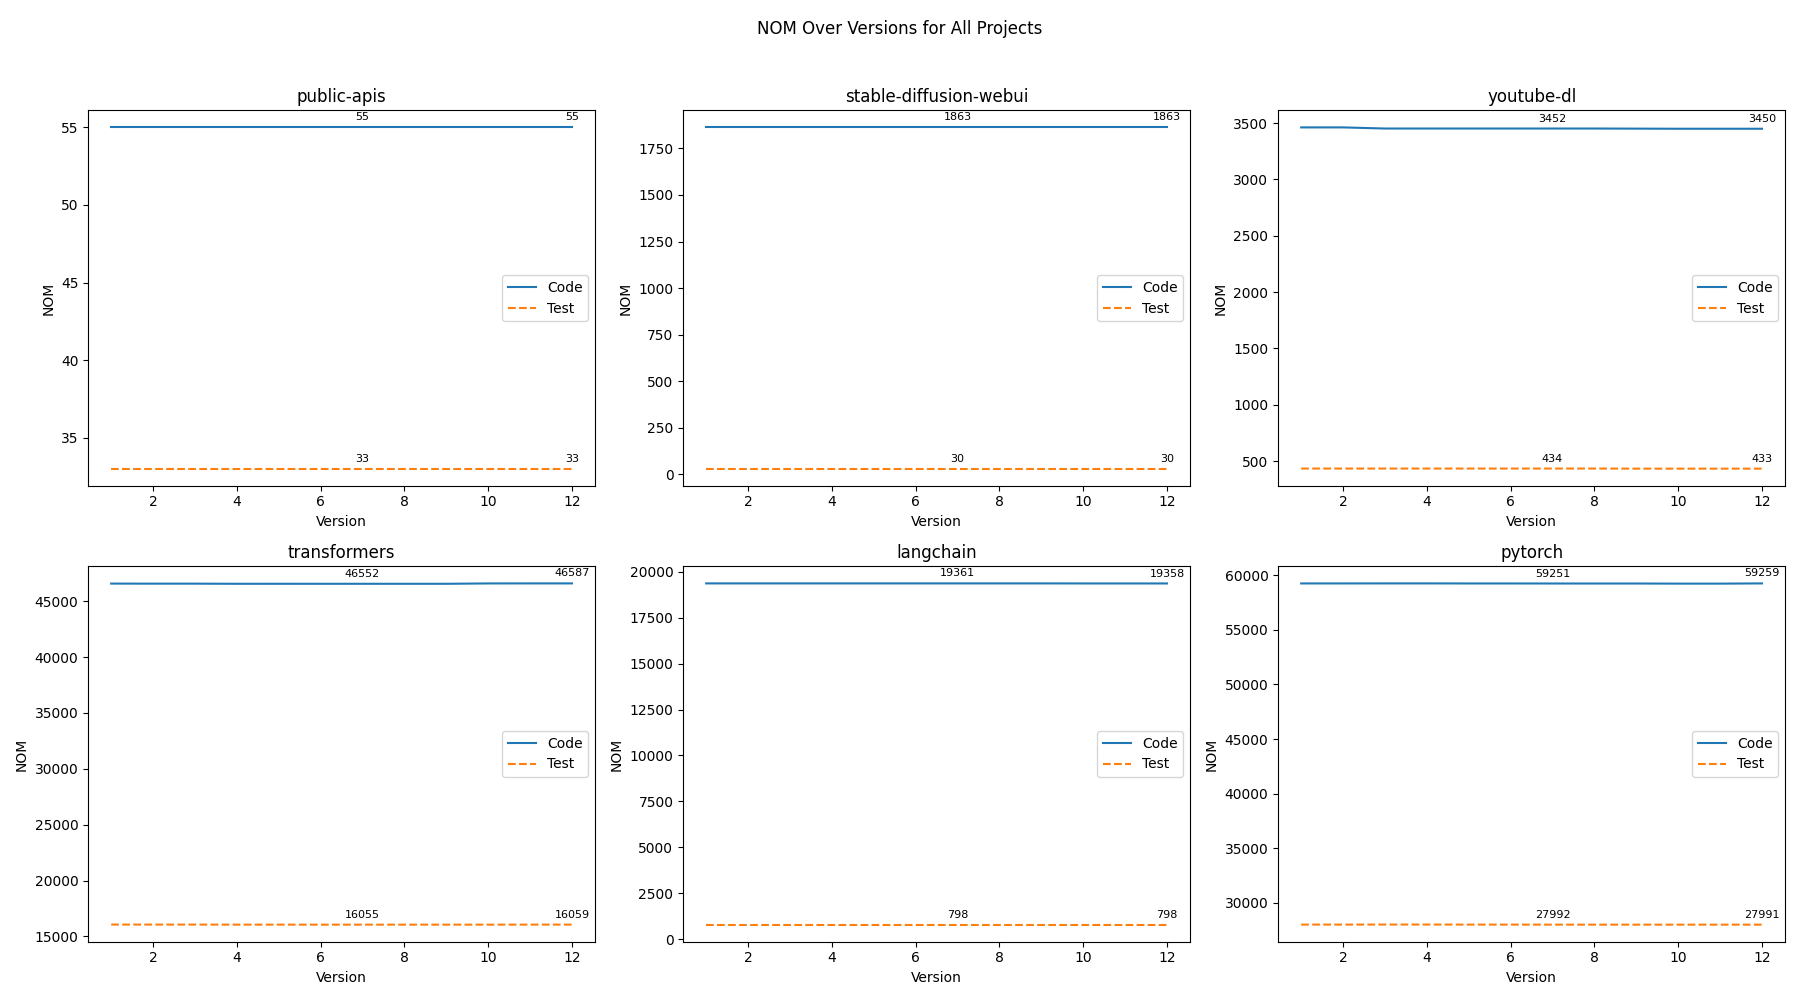 NOM Over Versions for All Projects
public-apis
55
55
55
50
45
40
35
33
33
NOM
Code
Test
2 4 6 8 10 12
Version
stable-diffusion-webui
1863
1863
1750
1500
1250
1000
750
500
250
0
30
30
NOM
Code
Test
2 4 6 8 10 12
Version
youtube-dl
3452
3450
3500
3000
2500
2000
1500
1000
500
434
433
NOM
Code
Test
2 4 6 8 10 12
Version
transformers
46552
46587
45000
40000
35000
30000
25000
20000
15000
16055
16059
NOM
Code
Test
2 4 6 8 10 12
Version
langchain
19361
19358
20000
17500
15000
12500
10000
7500
5000
2500
0
798
798
NOM
Code
Test
2 4 6 8 10 12
Version
pytorch
59251
59259
60000
55000
50000
45000
40000
35000
30000
27992
27991
NOM
Code
Test
2 4 6 8 10 12
Version